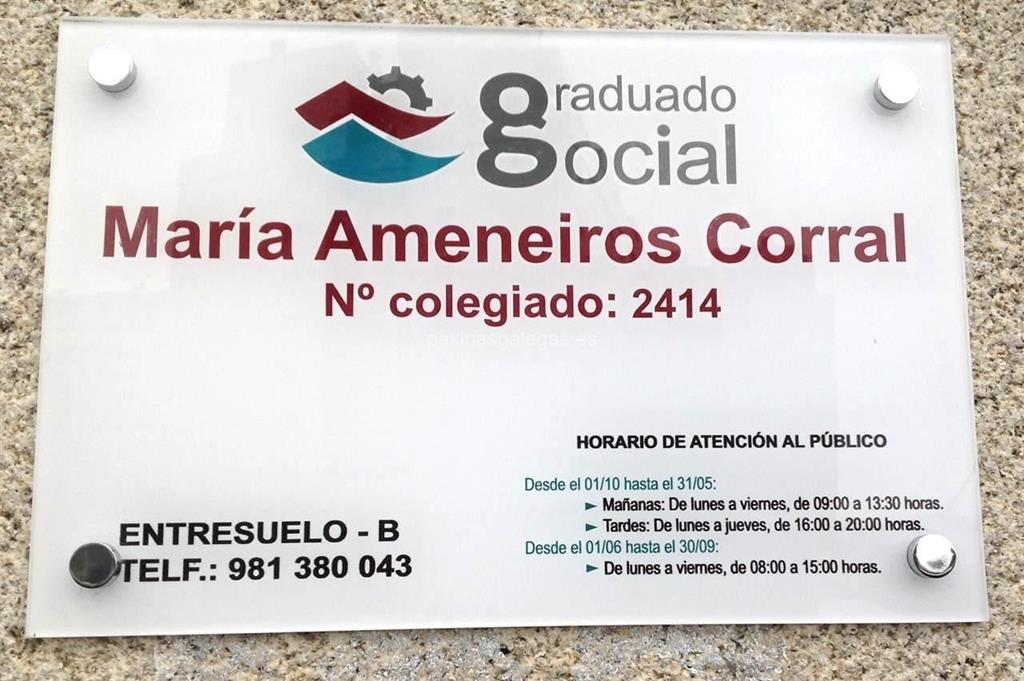 graduado
social
María Ameneiros Corral
Nº colegiado: 2414
paxinasgalegas.es
HORARIO DE ATENCIÓN AL PÚBLICO
Desde el 01/10 hasta el 31/05:
► Mañanas: De lunes a viernes, de 09:00 a 13:30 horas.
► Tardes: De lunes a jueves, de 16:00 a 20:00 horas.
Desde el 01/06 hasta el 30/09:
► De lunes a viernes, de 08:00 a 15:00 horas.
ENTRESUELO - B
TELF.: 981 380 043